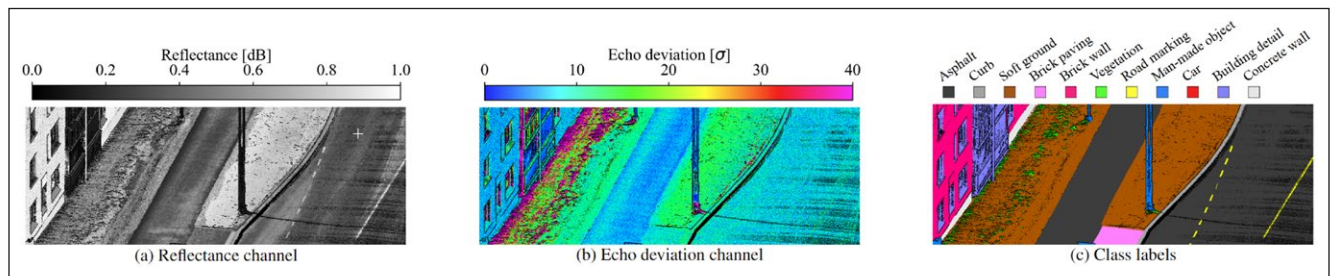 Reflectance [dB]
0.0 0.2 0.4 0.6 0.8 1.0
(a) Reflectance channel
Echo deviation [σ]
0 10 20 30 40
(b) Echo deviation channel
Asphalt
Curb
Soft ground
Brick paving
Brick wall
Vegetation
Road marking
Man-made object
Car
Building detail
Concrete wall
(c) Class labels